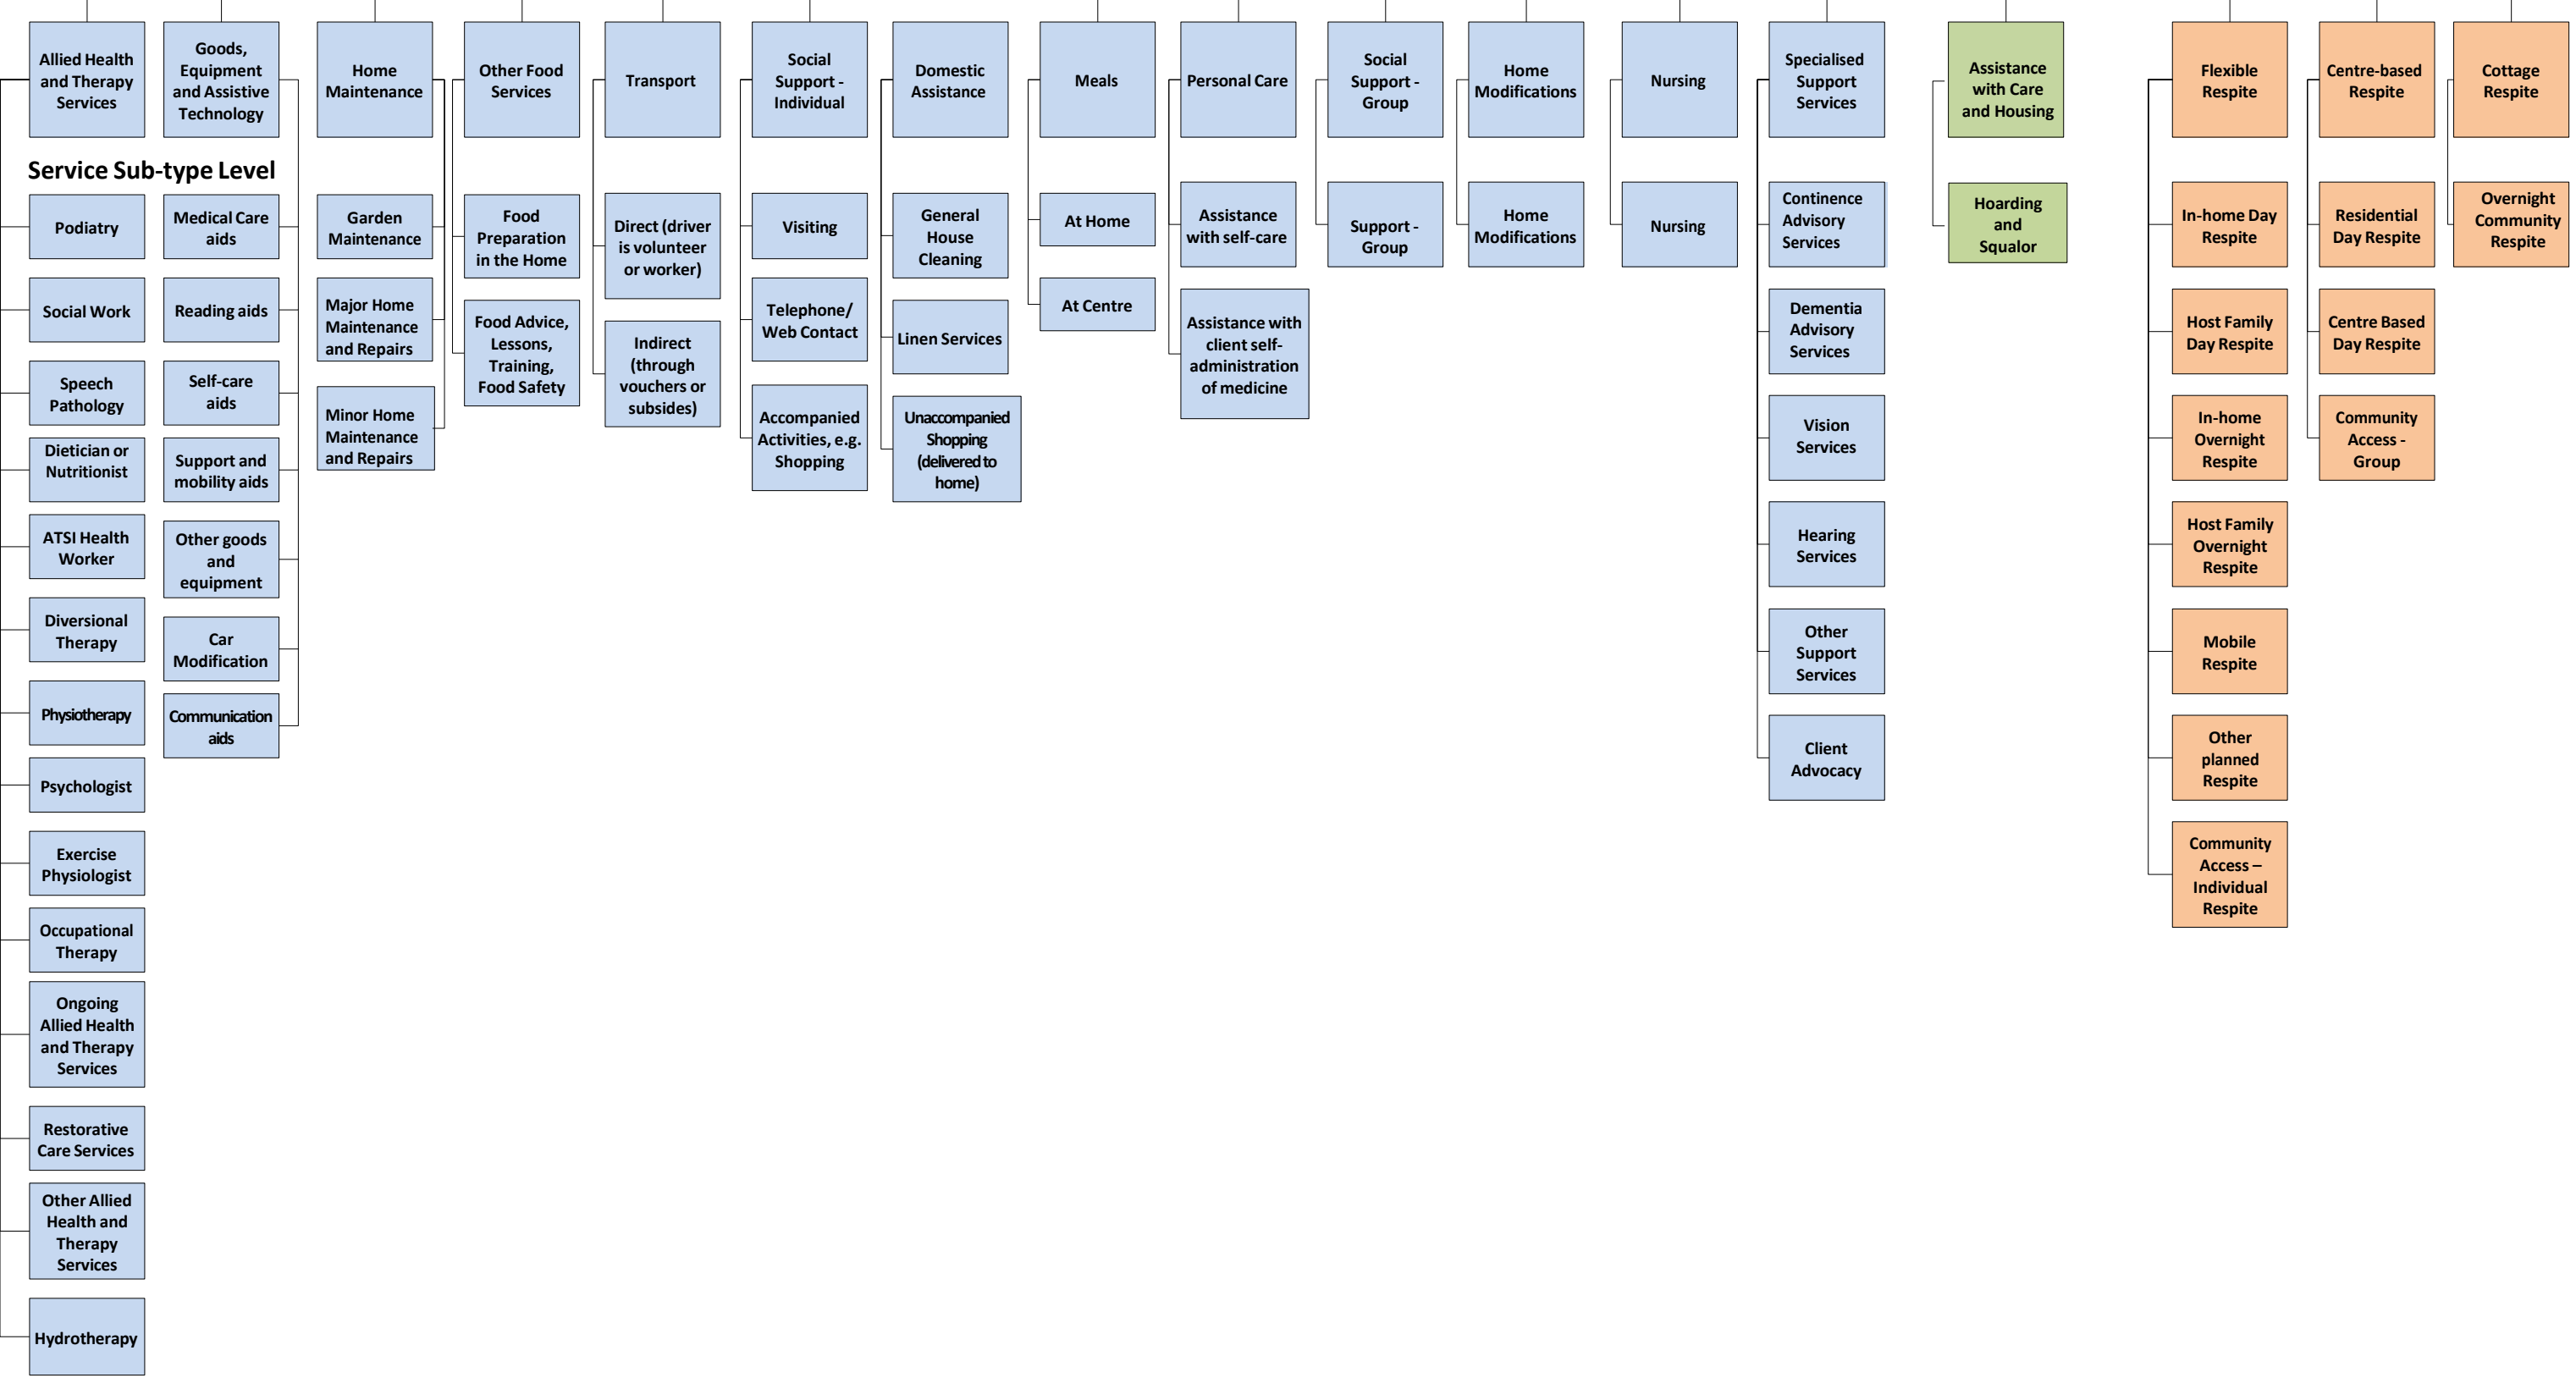 Allied Health
and Therapy
Services
Goods,
Equipment
and Assistive
Technology
Home
Maintenance
Other Food
Services
Transport
Social
Support -
Individual
Domestic
Assistance
Meals
Personal Care
Social
Support -
Group
Home
Modifications
Nursing
Specialised
Support
Services
Assistance
with Care
and Housing
Flexible
Respite
Centre-based
Respite
Cottage
Respite
Service Sub-type Level
Podiatry
Social Work
Speech
Pathology
Dietician or
Nutritionist
ATSI Health
Worker
Diversional
Therapy
Physiotherapy
Psychologist
Exercise
Physiologist
Occupational
Therapy
Ongoing
Allied Health
and Therapy
Services
Restorative
Care Services
Other Allied
Health and
Therapy
Services
Hydrotherapy
Medical Care
aids
Reading aids
Self-care
aids
Support and
mobility aids
Other goods
and
equipment
Car
Modification
Communication
aids
Garden
Maintenance
Major Home
Maintenance
and Repairs
Minor Home
Maintenance
and Repairs
Food
Preparation
in the Home
Food Advice,
Lessons,
Training,
Food Safety
Direct (driver
is volunteer
or worker)
Indirect
(through
vouchers or
subsides)
Visiting
Telephone/
Web Contact
Accompanied
Activities, e.g.
Shopping
General
House
Cleaning
Linen Services
Unaccompanied
Shopping
(delivered to
home)
At Home
At Centre
Assistance
with self-care
Assistance with
client self-
administration
of medicine
Support -
Group
Home
Modifications
Nursing
Continence
Advisory
Services
Dementia
Advisory
Services
Vision
Services
Hearing
Services
Other
Support
Services
Client
Advocacy
Hoarding
and
Squalor
In-home Day
Respite
Host Family
Day Respite
In-home
Overnight
Respite
Host Family
Overnight
Respite
Mobile
Respite
Other
planned
Respite
Community
Access –
Individual
Respite
Residential
Day Respite
Centre Based
Day Respite
Community
Access -
Group
Overnight
Community
Respite